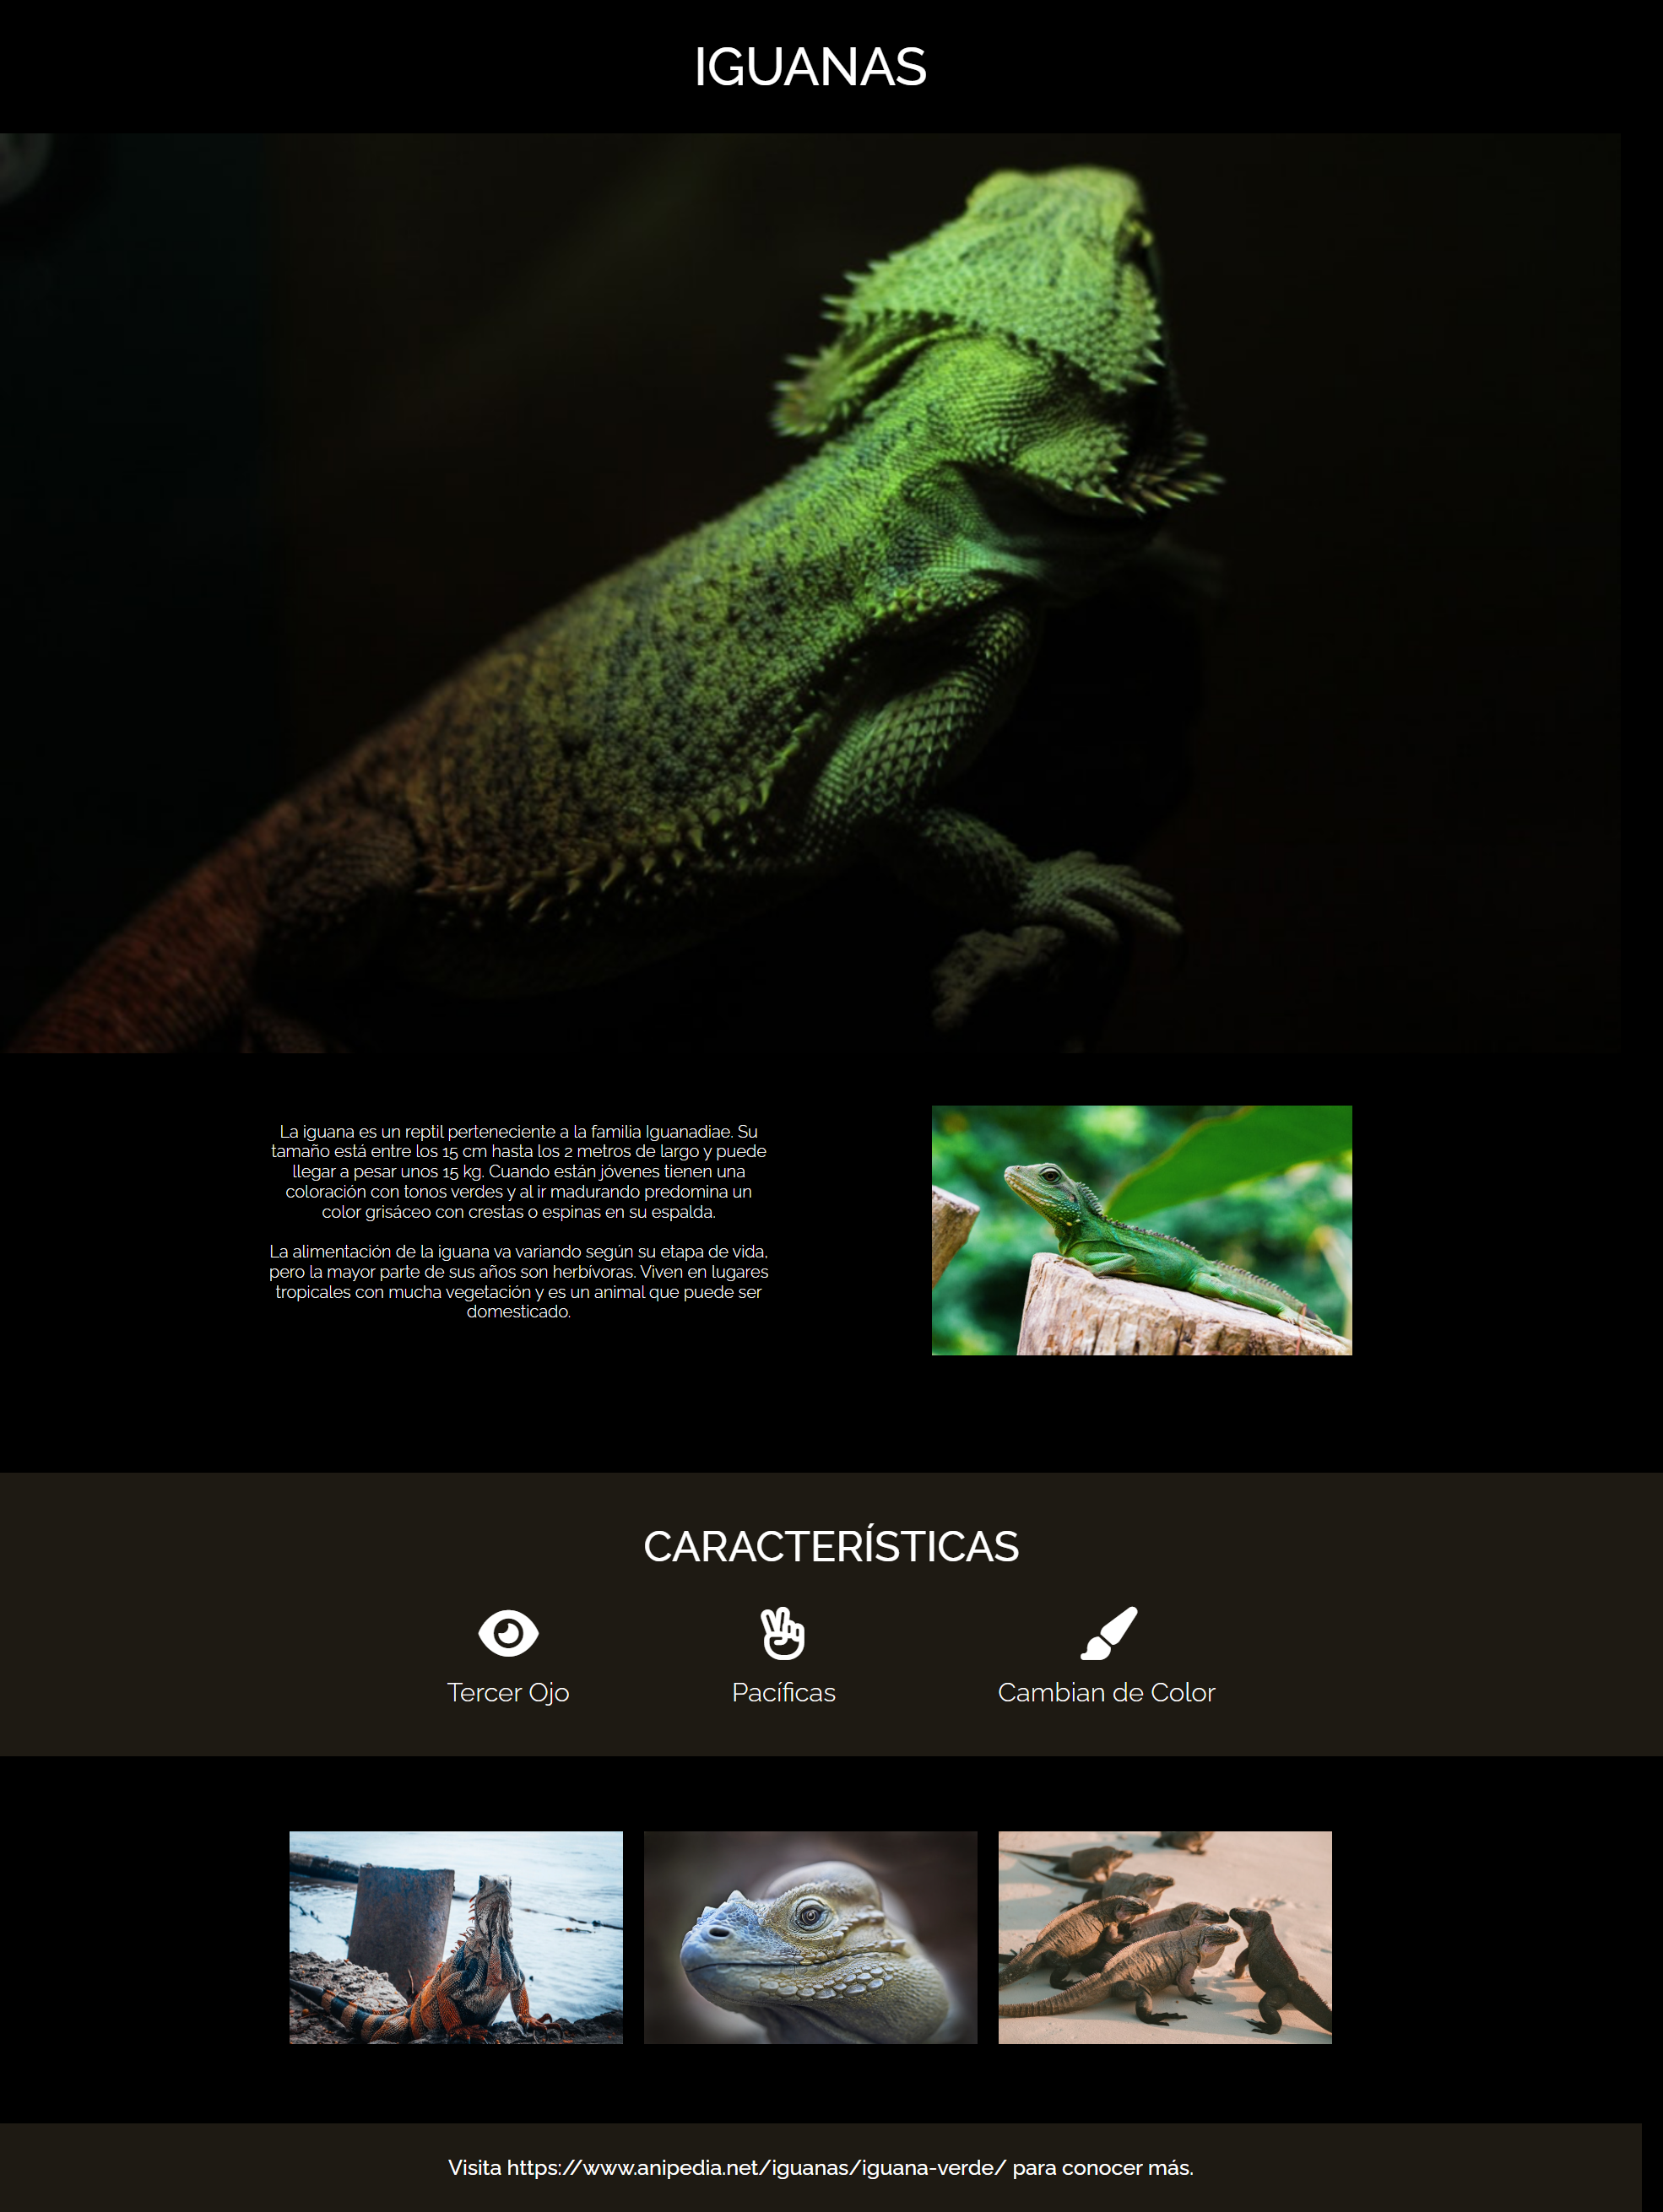 IGUANAS
La iguana es un reptil perteneciente a la familia Iguanadiae. Su
tamaño está entre los 15 cm hasta los 2 metros de largo y puede
llegar a pesar unos 15 kg. Cuando están jóvenes tienen una
coloración con tonos verdes y al ir madurando predomina un
color grisáceo con crestas o espinas en su espalda.
La alimentación de la iguana va variando según su etapa de vida,
pero la mayor parte de sus años son herbívoras. Viven en lugares
tropicales con mucha vegetación y es un animal que puede ser
domesticado.
CARACTERÍSTICAS
Tercer Ojo
Pacíficas
Cambian de Color
Visita https://www.anipedia.net/iguanas/iguana-verde/ para conocer más.